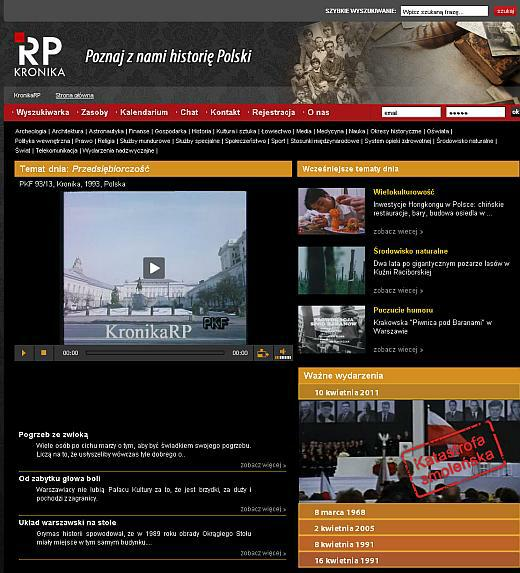 SZYBKIE WYSZUKIWANIE: Wpisz szukaną frazę... szukaj
RP
KRONIKA
Poznaj z nami historię Polski
KronikaRP Strona główna
Wyszukiwarka Zasoby Kalendarium Chat Kontakt Rejestracja O nas email ●●●●● ok
Archeologia | Architektura | Astronautyka | Finanse | Gospodarka | Historia | Kultura i sztuka | Łowiectwo | Media | Medycyna | Nauka | Okresy historyczne | Oświata |
Polityka wewnętrzna | Prawo | Religia | Służby mundurowe | Służby specjalne | Społeczeństwo | Sport | Stosunki międzynarodowe | System opieki zdrowotnej | Środowisko naturalne |
Świat | Telekomunikacja | Wydarzenia nadzwyczajne |
Temat dnia: Przedsiębiorczość
PKF 93/13, Kronika, 1993, Polska
KronikaRP PKF
00:00 00:00
Pogrzeb ze zwłoką
Wiele osób po cichu marzy o tym, aby być świadkiem swojego pogrzebu.
Liczą na to, że usłyszeliby wówczas tyle dobrego o..
zobacz więcej »
Od zabytku głowa boli
Warszawiacy nie lubią Pałacu Kultury za to, że jest brzydki, za duży i
pochodzi z zagranicy.
zobacz więcej »
Układ warszawski na stole
Grymas historii spowodował, że w 1989 roku obrady Okrągłego Stołu
miały miejsce w tym samym budynku....
zobacz więcej »
Wcześniejsze tematy dnia
Wielokulturowość
Inwestycje Hongkongu w Polsce: chińskie
restauracje, bary, budowa osiedla w ...
zobacz więcej »
Środowisko naturalne
Dwa lata po gigantycznym pożarze lasów w
Kuźni Raciborskiej
zobacz więcej »
Poczucie humoru
Krakowska "Piwnica pod Baranami" w
Warszawie
zobacz więcej »
Ważne wydarzenia
10 kwietnia 2011
Katastrofa
smoleńska
8 marca 1968
2 kwietnia 2005
8 kwietnia 1991
16 kwietnia 1991